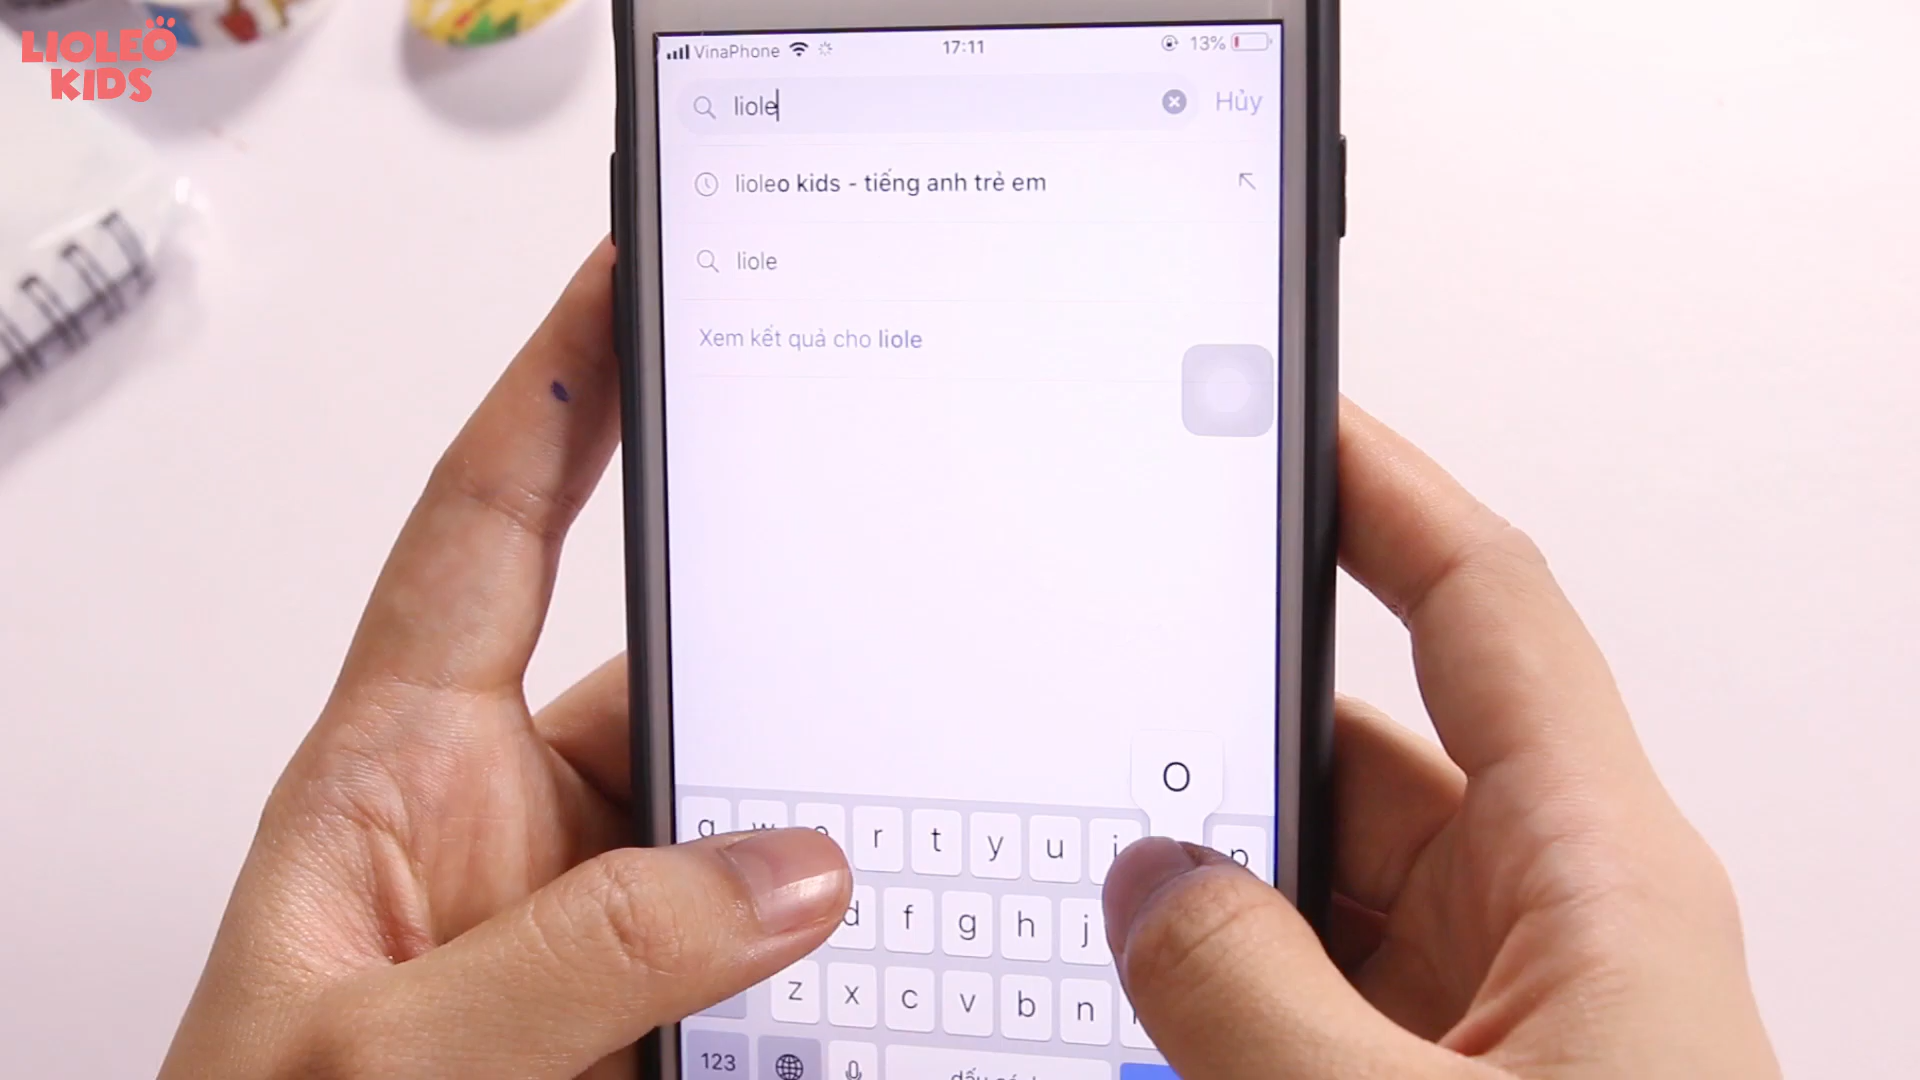 LIOLEO
KIDS
VinaPhone
17:11
13%
liole
Hủy
lioleo kids - tiếng anh trẻ em
liole
Xem kết quả cho liole
O
q w e r t y u i p
d f g h j
z x c v b n
123